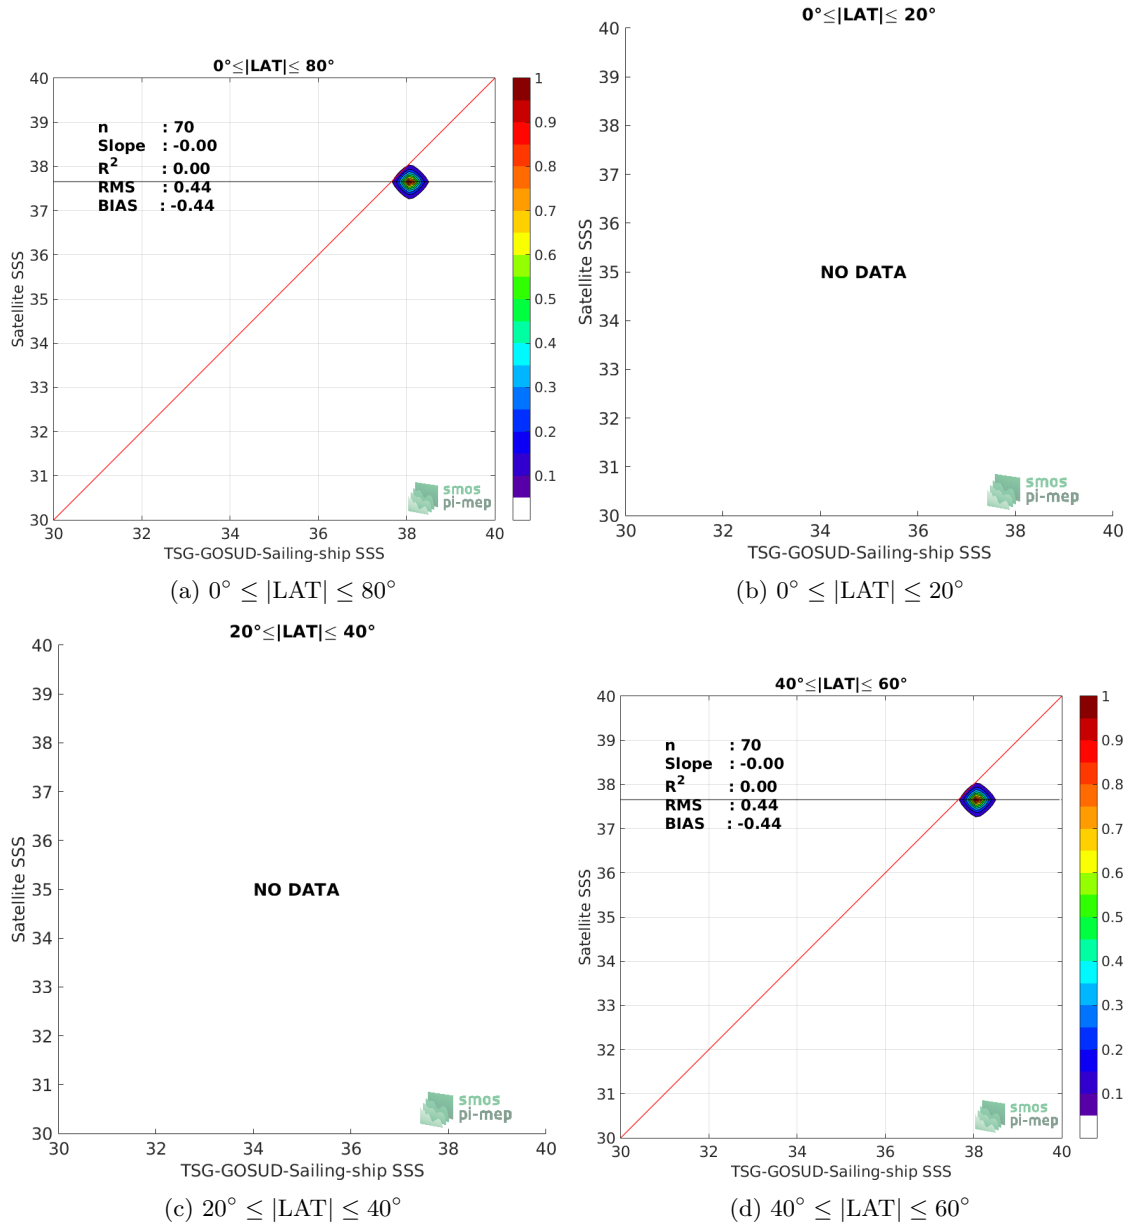 0°≤|LAT|≤ 80°
40
39
38
37
36
35
34
33
32
31
30
Satellite SSS
n : 70
Slope : -0.00
R² : 0.00
RMS : 0.44
BIAS : -0.44
smos
pi-mep
30 32 34 36 38 40
TSG-GOSUD-Sailing-ship SSS
1
0.9
0.8
0.7
0.6
0.5
0.4
0.3
0.2
0.1
(a) 0° ≤ |LAT| ≤ 80°
0°≤|LAT|≤ 20°
40
39
38
37
36
35
34
33
32
31
30
Satellite SSS
NO DATA
smos
pi-mep
30 32 34 36 38 40
TSG-GOSUD-Sailing-ship SSS
(b) 0° ≤ |LAT| ≤ 20°
20°≤|LAT|≤ 40°
40
39
38
37
36
35
34
33
32
31
30
Satellite SSS
NO DATA
smos
pi-mep
30 32 34 36 38 40
TSG-GOSUD-Sailing-ship SSS
(c) 20° ≤ |LAT| ≤ 40°
40°≤|LAT|≤ 60°
40
39
38
37
36
35
34
33
32
31
30
Satellite SSS
n : 70
Slope : -0.00
R² : 0.00
RMS : 0.44
BIAS : -0.44
smos
pi-mep
30 32 34 36 38 40
TSG-GOSUD-Sailing-ship SSS
1
0.9
0.8
0.7
0.6
0.5
0.4
0.3
0.2
0.1
(d) 40° ≤ |LAT| ≤ 60°